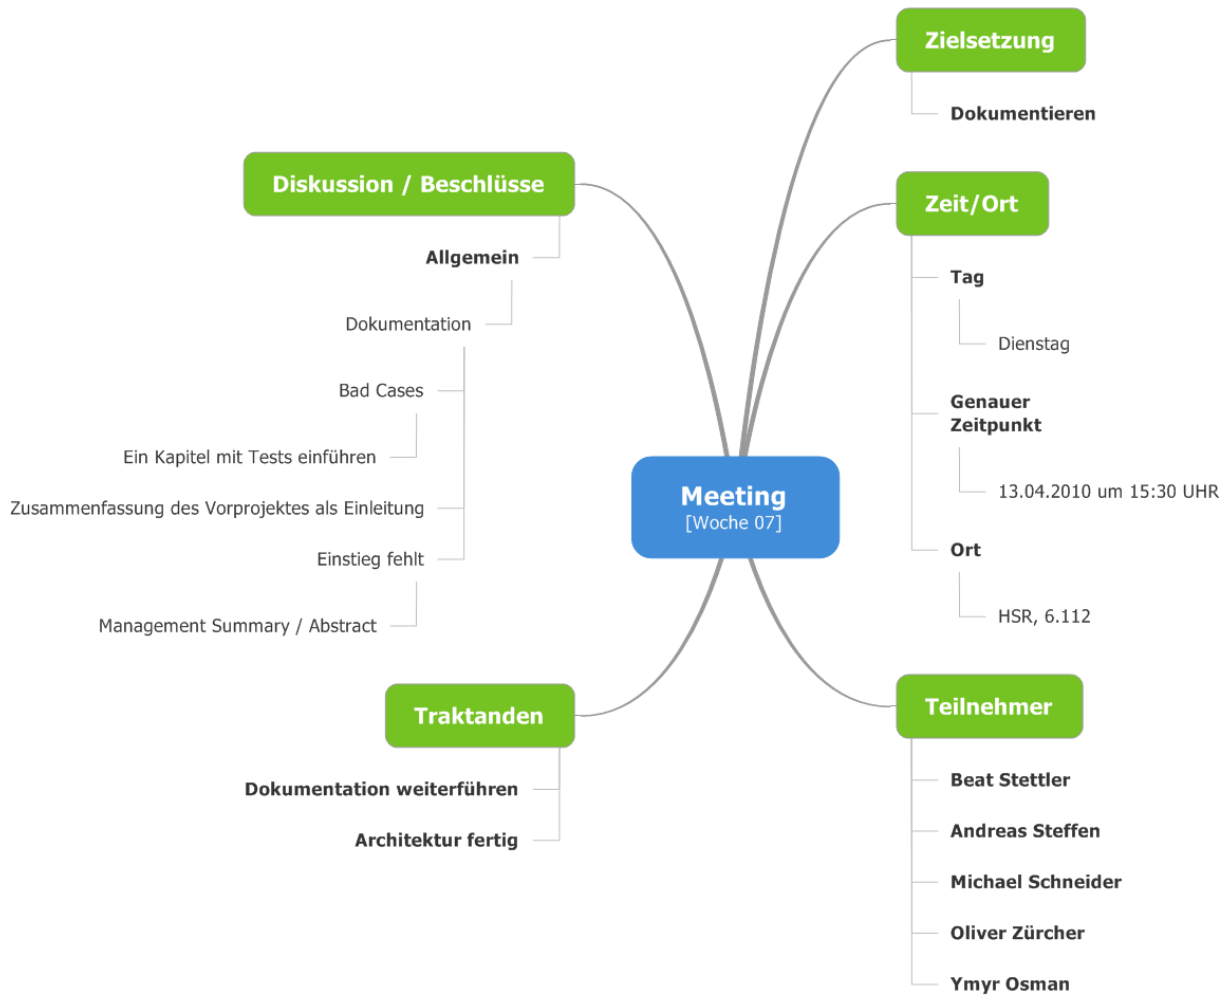 Zielsetzung
Dokumentieren
Diskussion / Beschlüsse
Allgemein
Dokumentation
Bad Cases
Ein Kapitel mit Tests einführen
Zusammenfassung des Vorprojektes als Einleitung
Einstieg fehlt
Management Summary / Abstract
Zeit/Ort
Tag
Dienstag
Genauer
Zeitpunkt
13.04.2010 um 15:30 UHR
Ort
HSR, 6.112
Meeting
[Woche 07]
Traktanden
Dokumentation weiterführen
Architektur fertig
Teilnehmer
Beat Stettler
Andreas Steffen
Michael Schneider
Oliver Zürcher
Ymyr Osman